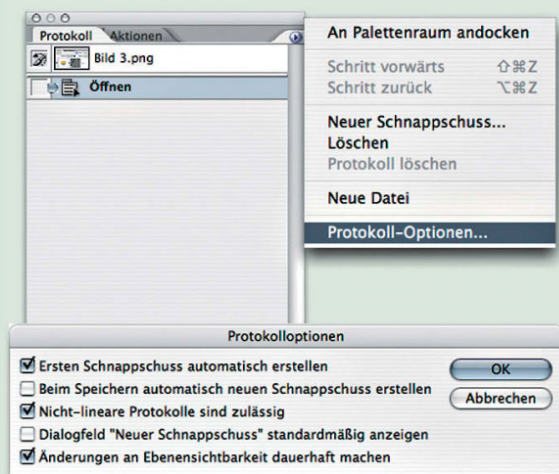 Protokoll Aktionen
Bild 3.png
Öffnen
An Palettenraum andocken
Schritt vorwärts ⇧⌘Z
Schritt zurück ⌥⌘Z
Neuer Schnappschuss...
Löschen
Protokoll löschen
Neue Datei
Protokoll-Optionen...
Protokolloptionen
Ersten Schnappschuss automatisch erstellen
Beim Speichern automatisch neuen Schnappschuss erstellen
Nicht-lineare Protokolle sind zulässig
Dialogfeld "Neuer Schnappschuss" standardmäßig anzeigen
Änderungen an Ebenensichtbarkeit dauerhaft machen
OK
Abbrechen